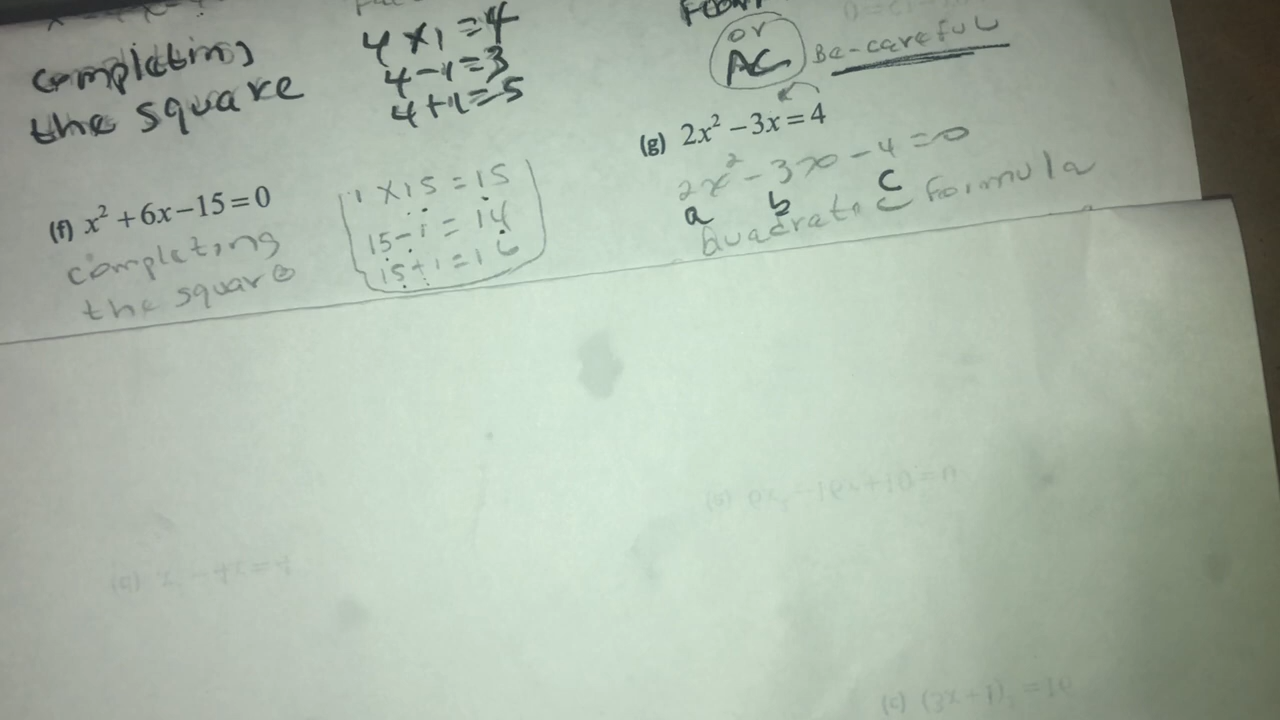 completing
the square
4 × 1 = 4
4 - 1 = 3
4 + 1 = 5
or
AC
Be-careful
(f) x² + 6x − 15 = 0
completing
the square
1 × 15 = 15
15 - 1 = 14
15 + 1 = 16
(g) 2x² − 3x = 4
2x² - 3x - 4 = 0
a b c
Quadratic Formula